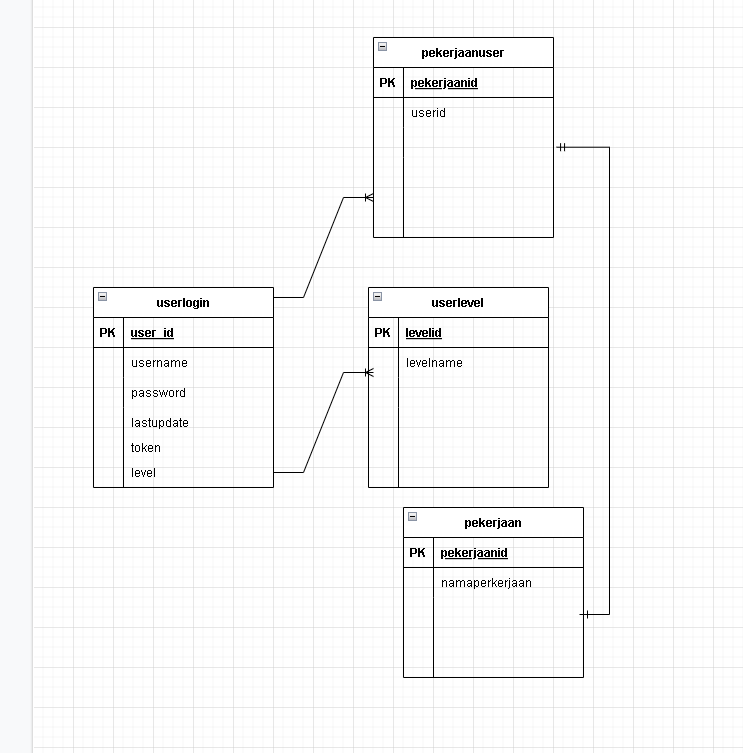 pekerjaanuser
PK pekerjaanid
userid
userlogin
PK user_id
username
password
lastupdate
token
level
userlevel
PK levelid
levelname
pekerjaan
PK pekerjaanid
namaperkerjaan